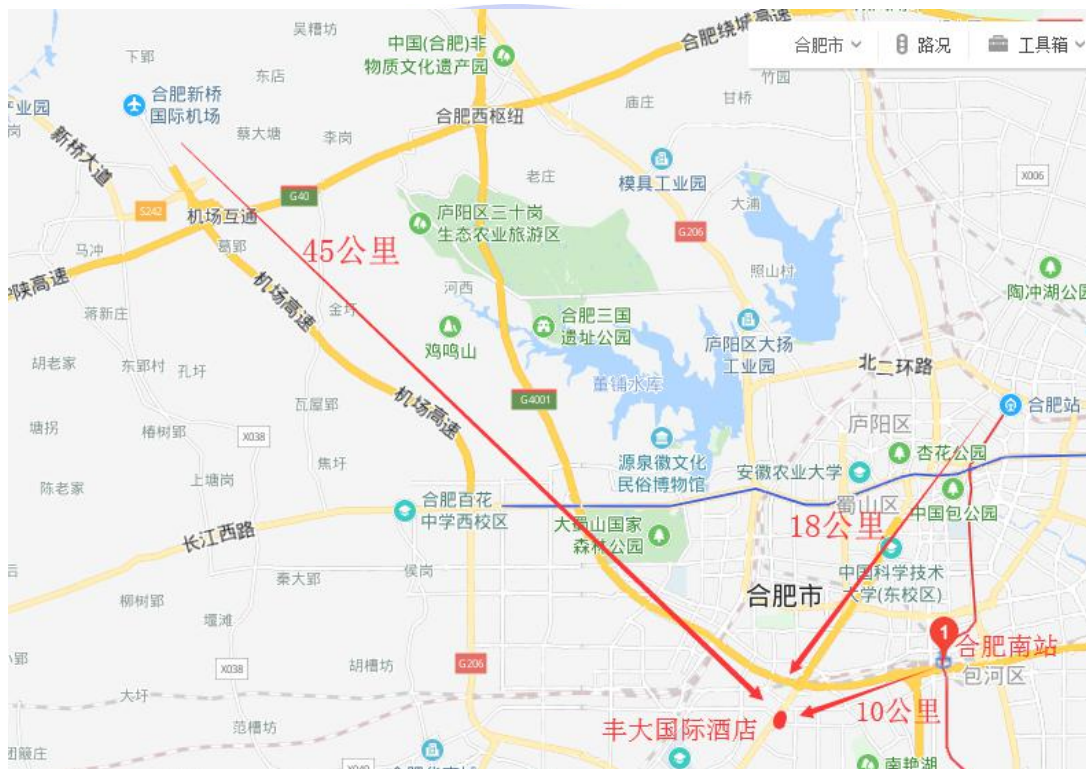 吴糟坊
下郢
中国(合肥)非
物质文化遗产园
合肥绕城高速
合肥市
路况
工具箱
东店
竹园
产业园
合肥新桥
国际机场
甘桥
庙庄
岗
蔡大塘
李岗
合肥西枢纽
新桥大道
老庄
模具工业园
X006
G40
S242
机场互通
大浦
庐阳区三十岗
生态农业旅游区
G206
马冲
葛郢
45公里
照山村
陕高速
机场高速
河西
陶冲湖公
蒋新庄
金圩
合肥三国
遗址公园
鸡鸣山
庐阳区大扬
工业园
胡老家
东郢村
孔圩
北二环路
董铺水库
机场高速
G4001
瓦屋郢
合肥站
庐阳区
塘拐
椿树郢
X038
杏花公园
源泉徽文化
民俗博物馆
安徽农业大学
焦圩
上塘岗
陈老家
合肥百花
中学西校区
蜀山区
中国包公园
长江西路
大蜀山国家
森林公园
18公里
侯岗
中国科学技术
大学(东校区)
秦大郢
合肥市
柳树郢
堰滩
1
合肥南站
郢
胡槽坊
X038
G206
包河区
大圩
10公里
丰大国际酒店
范槽坊
团簸庄
南艳湖